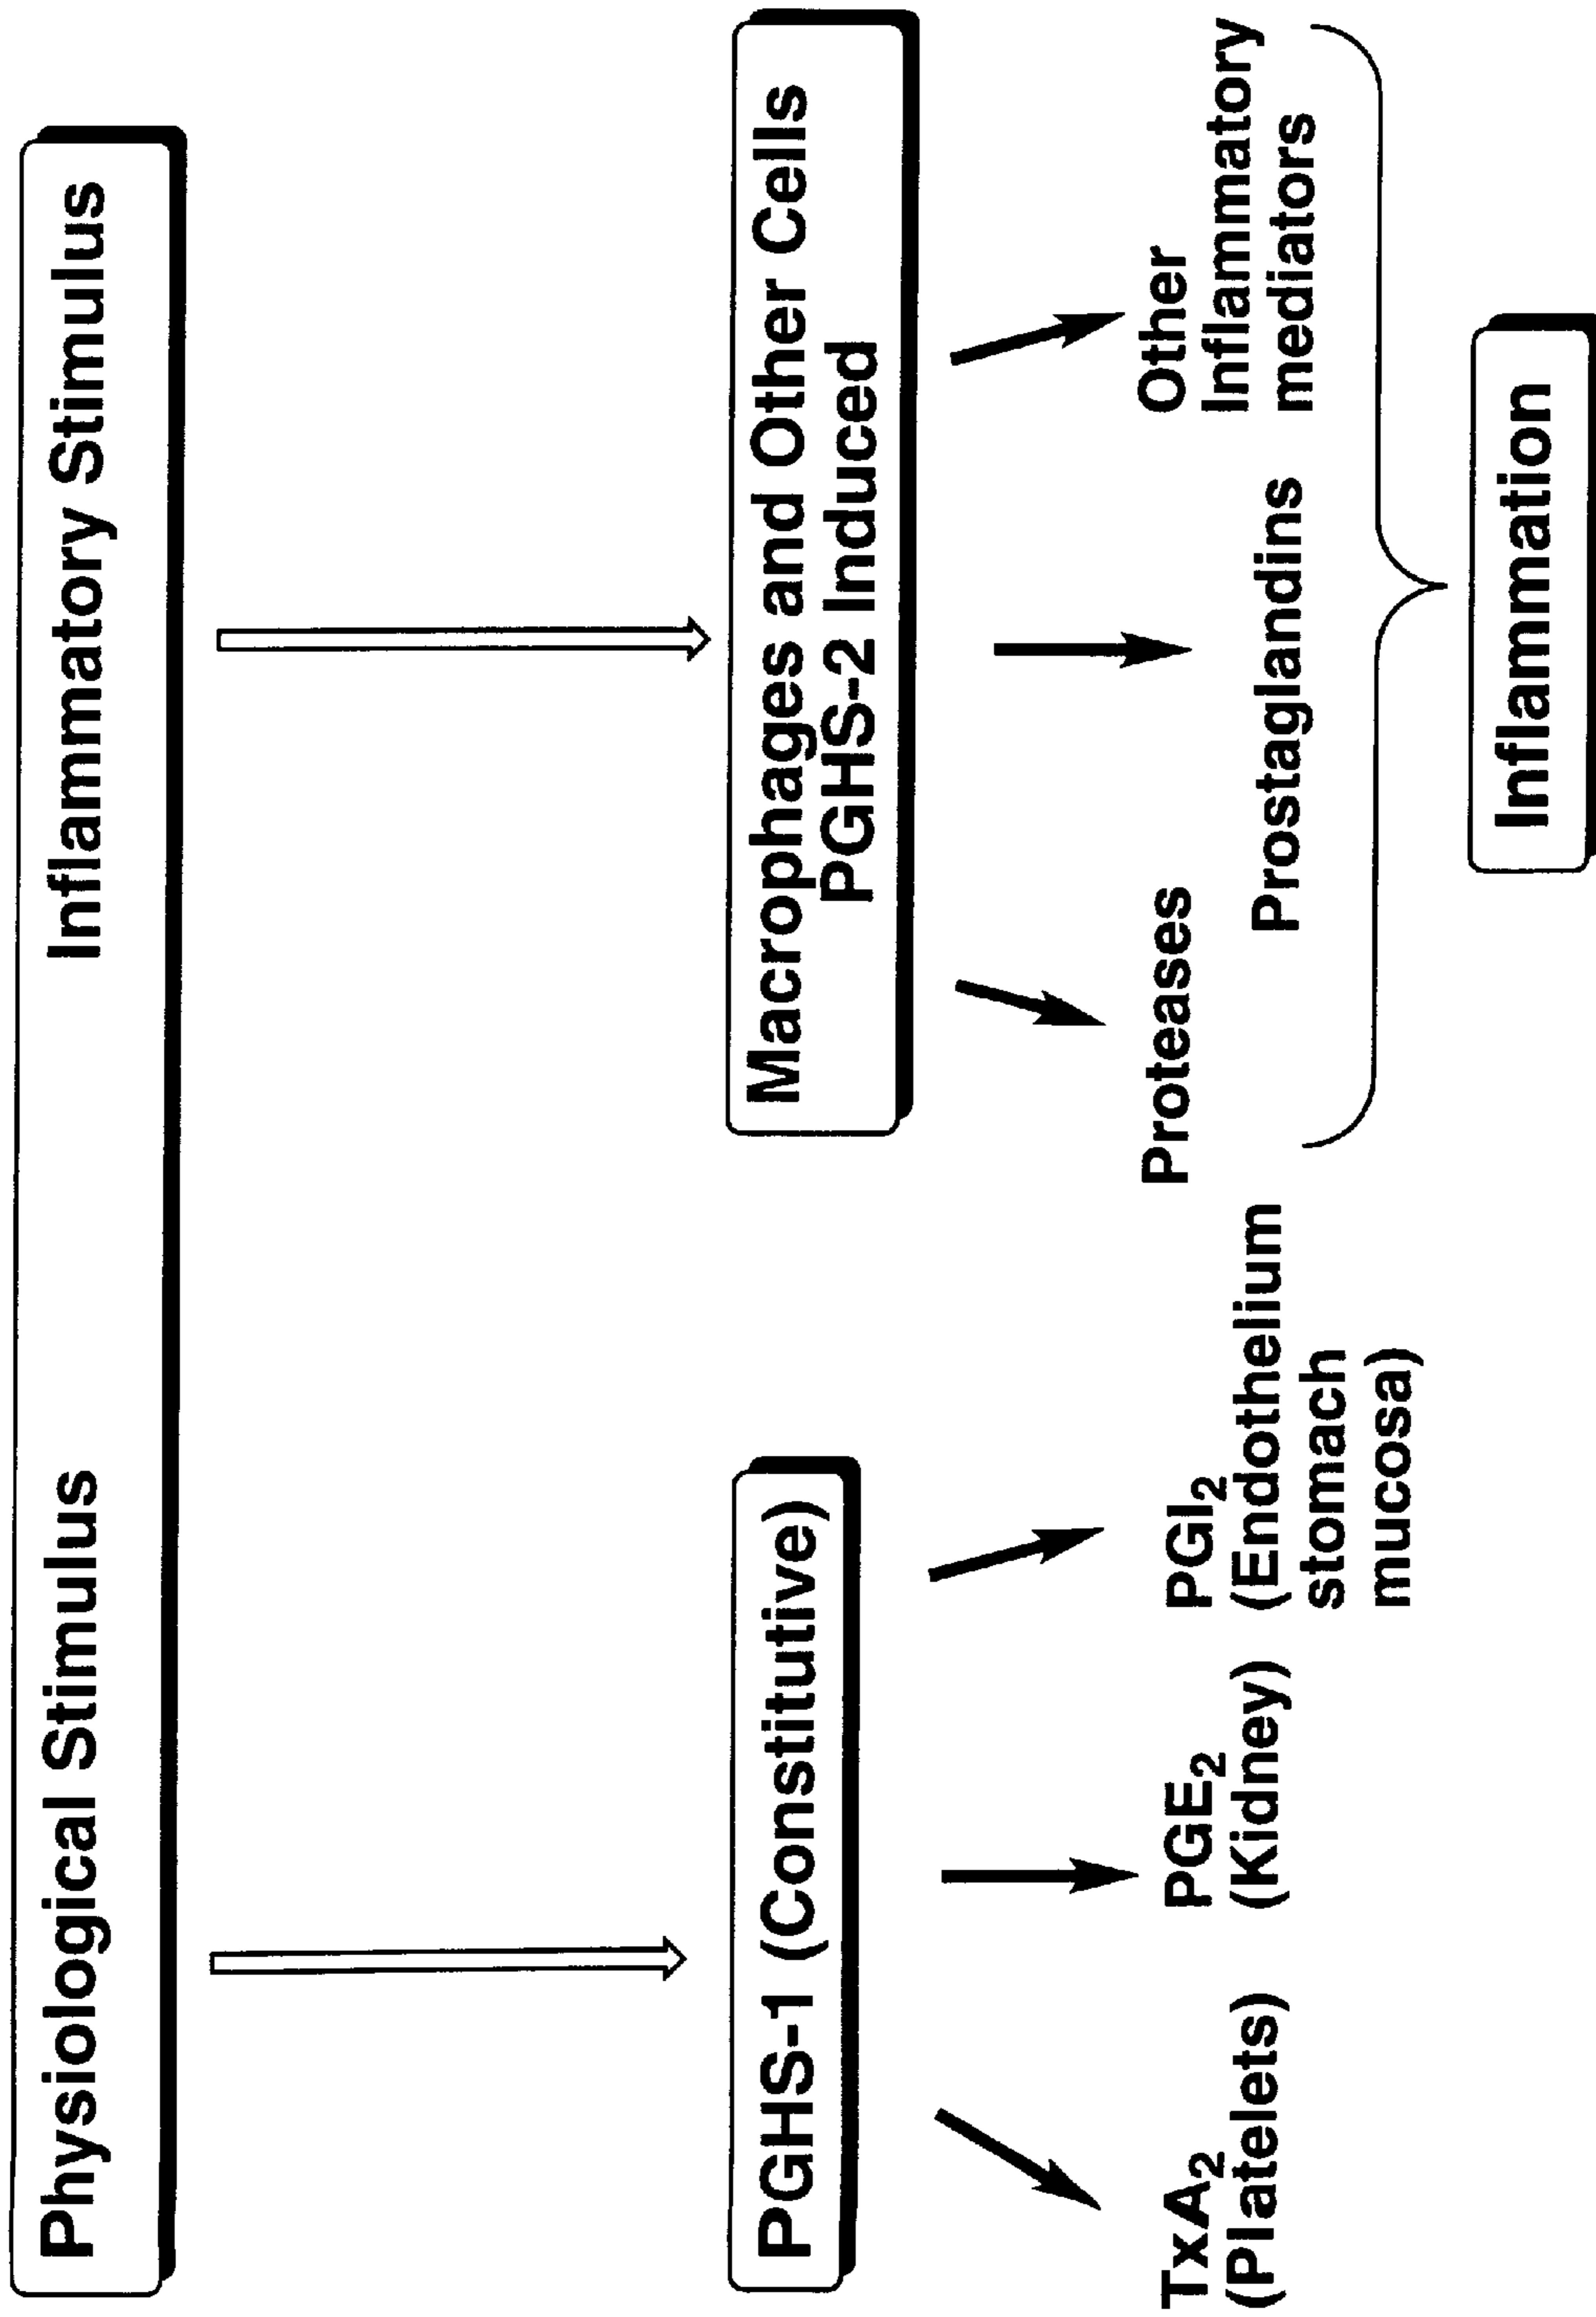 Physiological Stimulus
Inflammatory Stimulus
PGHS-1 (Constitutive)
Macrophages and Other Cells
PGHS-2 Induced
TxA₂
(Platelets)
PGE₂
(Kidney)
PGI₂
(Endothelium
stomach
mucosa)
Proteases
Prostaglandins
Other
Inflammatory
mediators
Inflammation